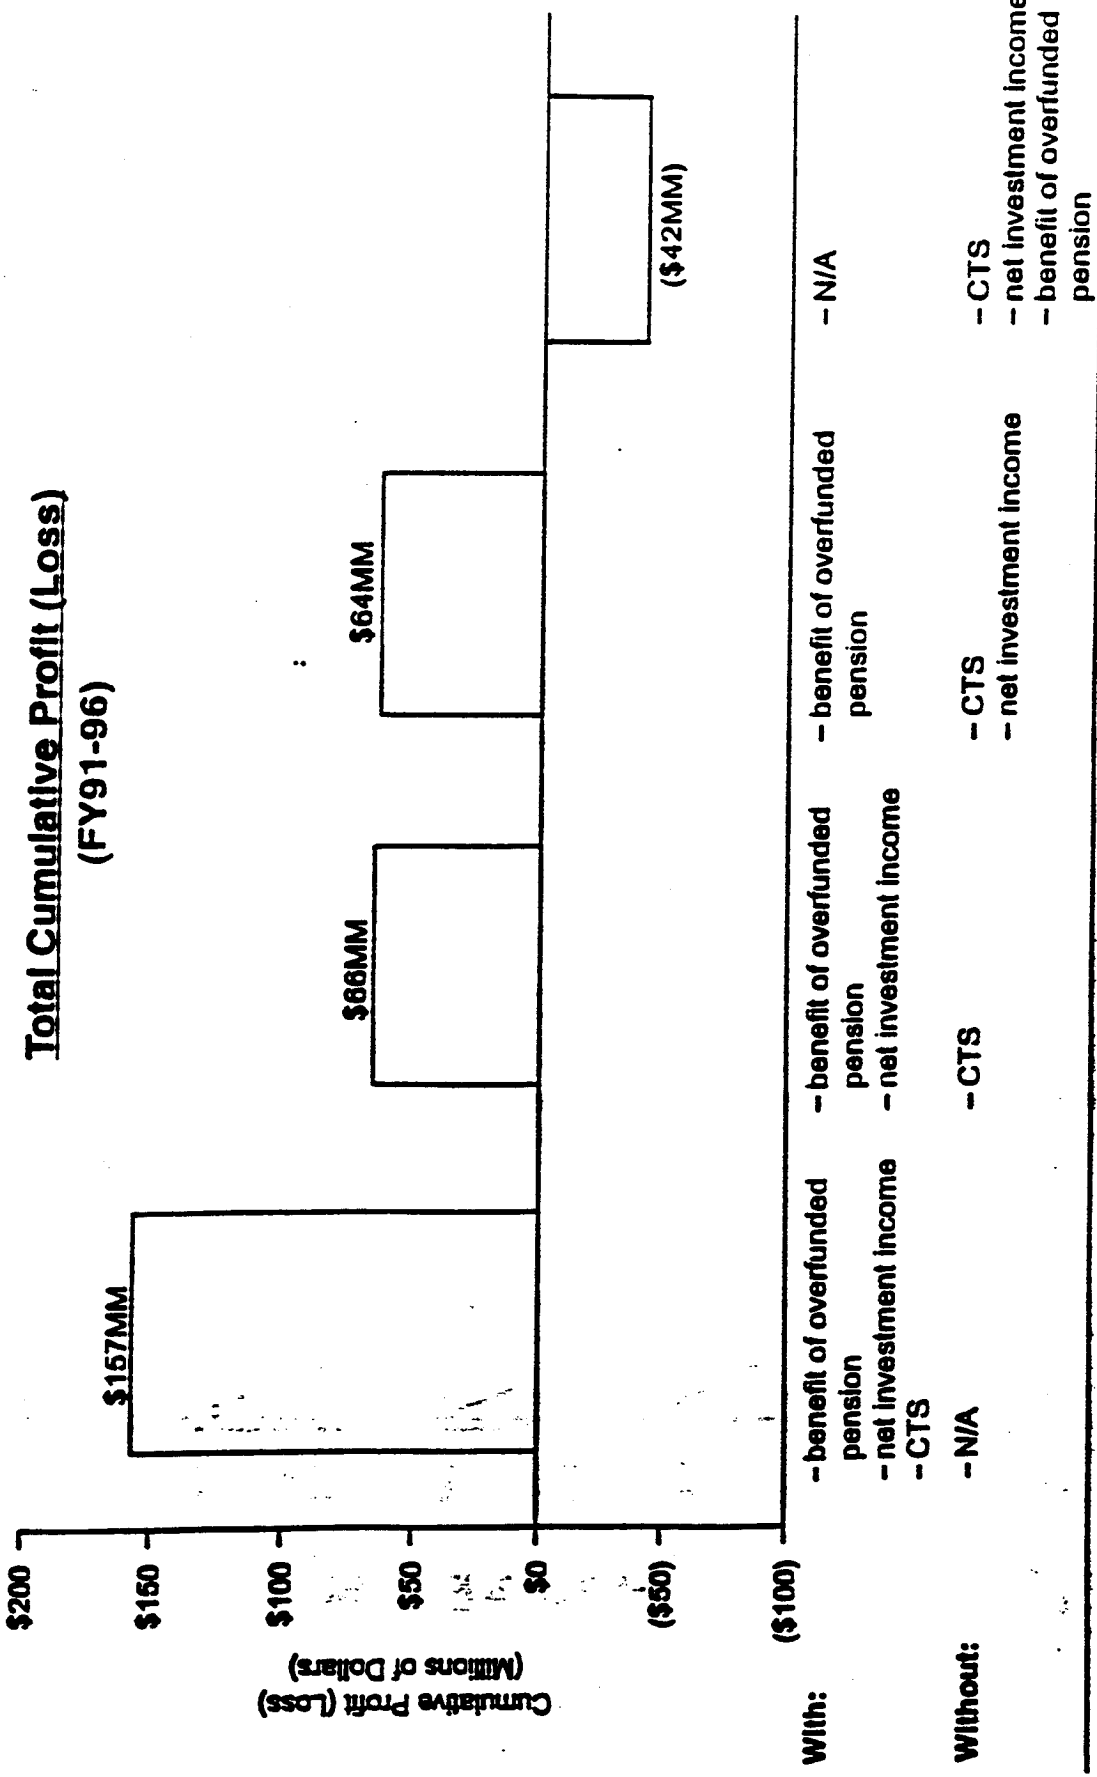 Total Cumulative Profit (Loss)
(FY91-96)
Cumulative Profit (Loss)
(Millions of Dollars)
$200
$150
$100
$50
$0
($50)
($100)
$157MM
$66MM
$64MM
($42MM)
With:
– benefit of overfunded
pension
– net investment income
– CTS
– benefit of overfunded
pension
– net investment income
– benefit of overfunded
pension
– N/A
Without:
– N/A
– CTS
– CTS
– net investment income
– CTS
– net investment income
– benefit of overfunded
pension